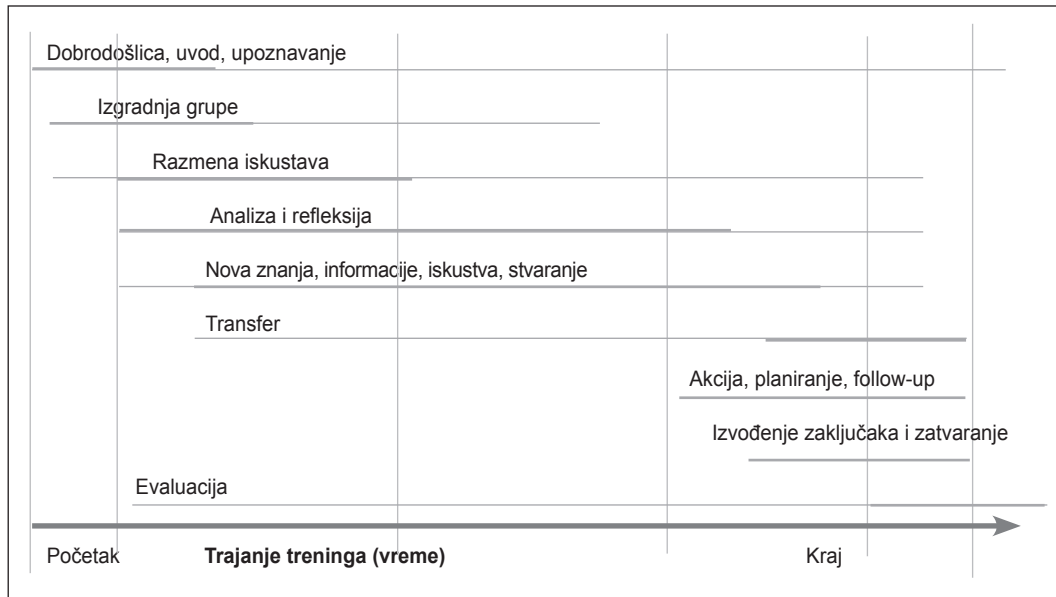 Dobrodošlica, uvod, upoznavanje
Izgradnja grupe
Razmena iskustava
Analiza i refleksija
Nova znanja, informacije, iskustva, stvaranje
Transfer
Akcija, planiranje, follow-up
Izvođenje zaključaka i zatvaranje
Evaluacija
Početak Trajanje treninga (vreme) Kraj